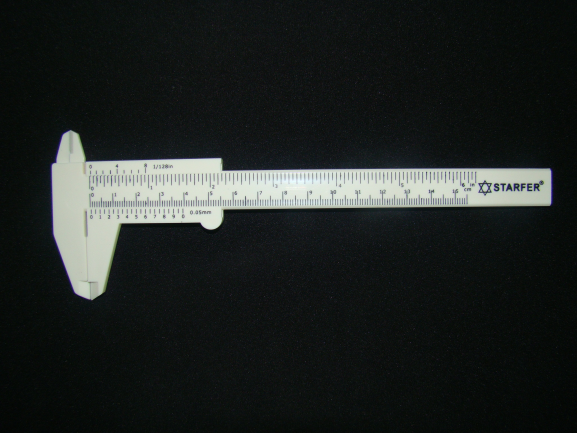 0 4 8 1/128in
0 1 2 3 4 5 6 in
0 1 2 3 4 5 6 7 8 9 10 11 12 13 14 15 cm
0 1 2 3 4 5 6 7 8 9 0 0.05mm
STARFER®